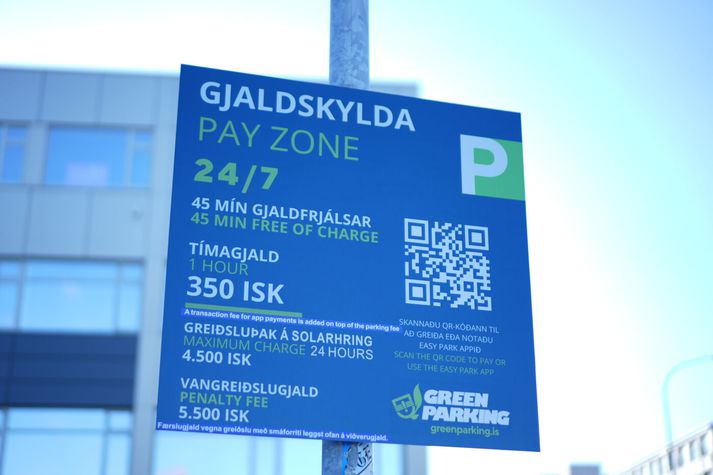 GJALDSKYLDA
PAY ZONE
24/7
P
45 MÍN GJALDFRJÁLSAR
45 MIN FREE OF CHARGE
TÍMAGJALD
1 HOUR
350 ISK
A transaction fee for app payments is added on top of the parking fee
GREIÐSLUÞAK Á SOLARHRING
MAXIMUM CHARGE 24 HOURS
4.500 ISK
VANGREIÐSLUGJALD
PENALTY FEE
5.500 ISK
Færslugjald vegna greiðslu með smáforriti leggst ofan á viðverugjald.
SKANNAÐU QR-KÓÐANN TIL
AÐ GREIÐA EÐA NOTAÐU
EASY PARK APPIÐ
SCAN THE QR CODE TO PAY OR
USE THE EASY PARK APP
GREEN
PARKING
greenparking.is